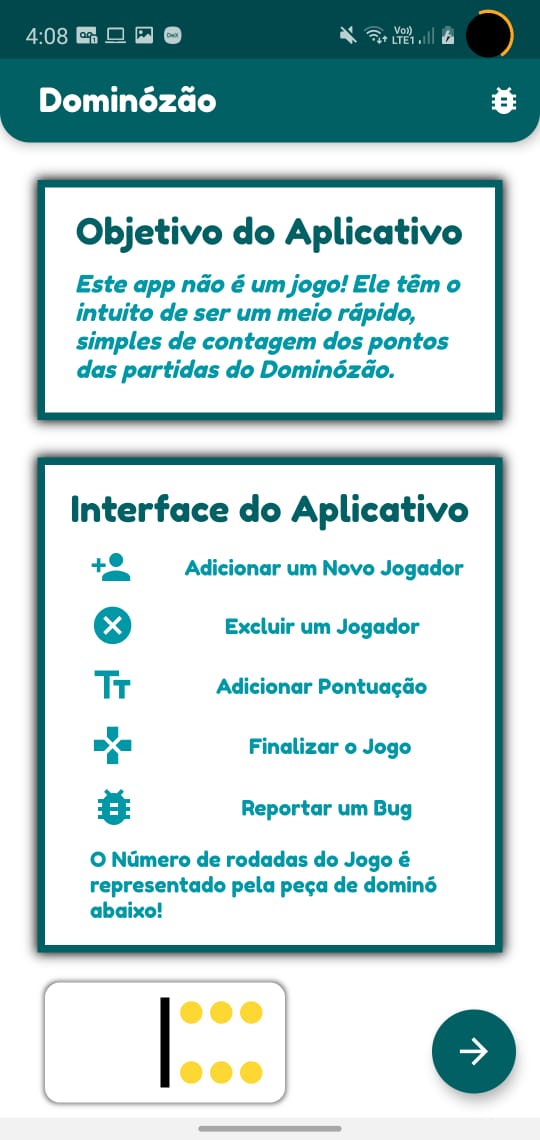 4:08
Vo))
LTE1
Dominózão
Objetivo do Aplicativo
Este app não é um jogo! Ele têm o
intuito de ser um meio rápido,
simples de contagem dos pontos
das partidas do Dominózão.
Interface do Aplicativo
Adicionar um Novo Jogador
Excluir um Jogador
Tt Adicionar Pontuação
Finalizar o Jogo
Reportar um Bug
O Número de rodadas do Jogo é
representado pela peça de dominó
abaixo!